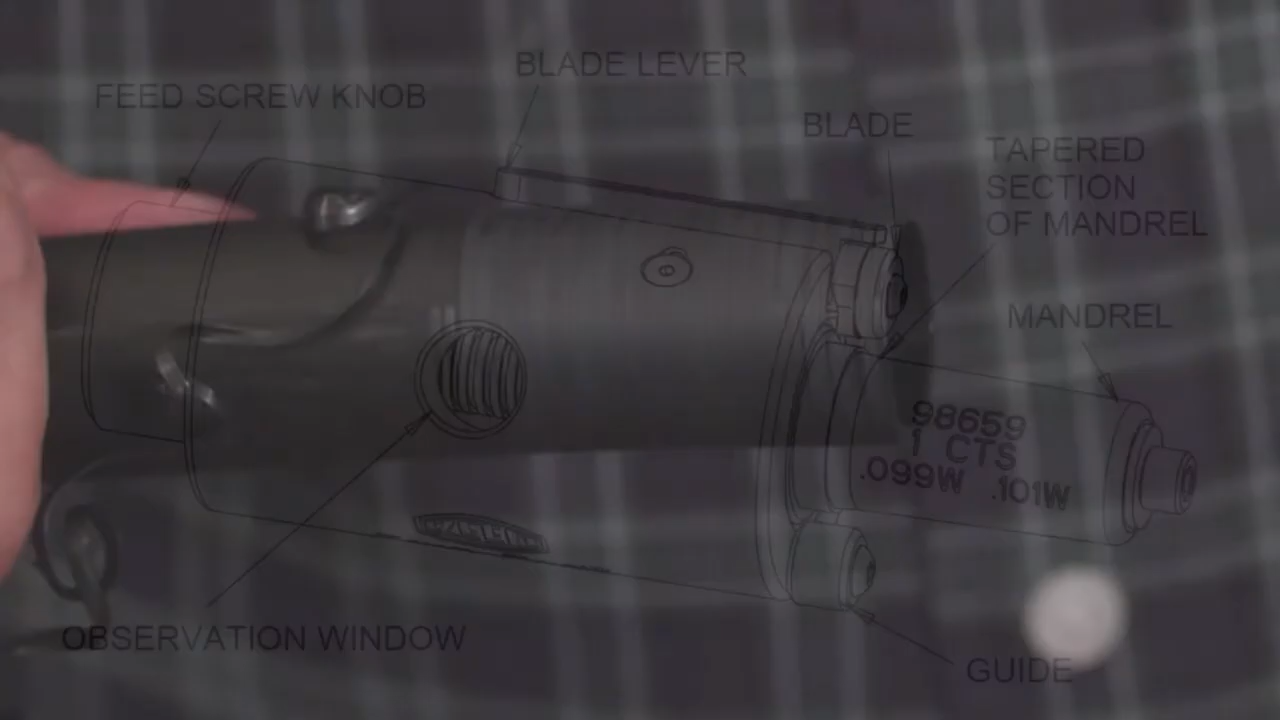 BLADE LEVER
FEED SCREW KNOB
BLADE
TAPERED
SECTION
OF MANDREL
MANDREL
98659
1 CTS
.099W .101W
OBSERVATION WINDOW
GUIDE